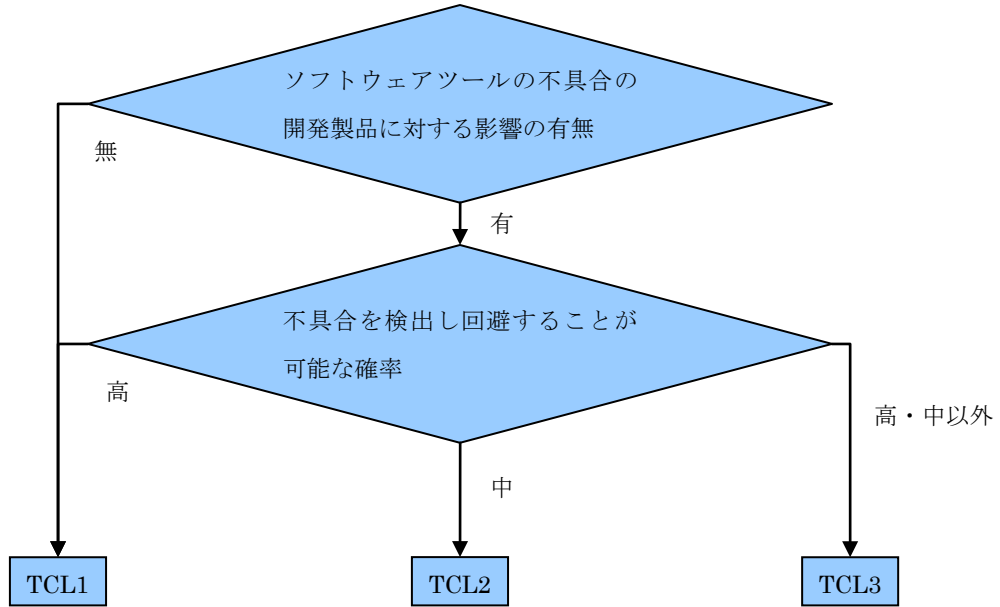 ソフトウェアツールの不具合の
開発製品に対する影響の有無
無
有
不具合を検出し回避することが
可能な確率
高
高・中以外
中
TCL1
TCL2
TCL3